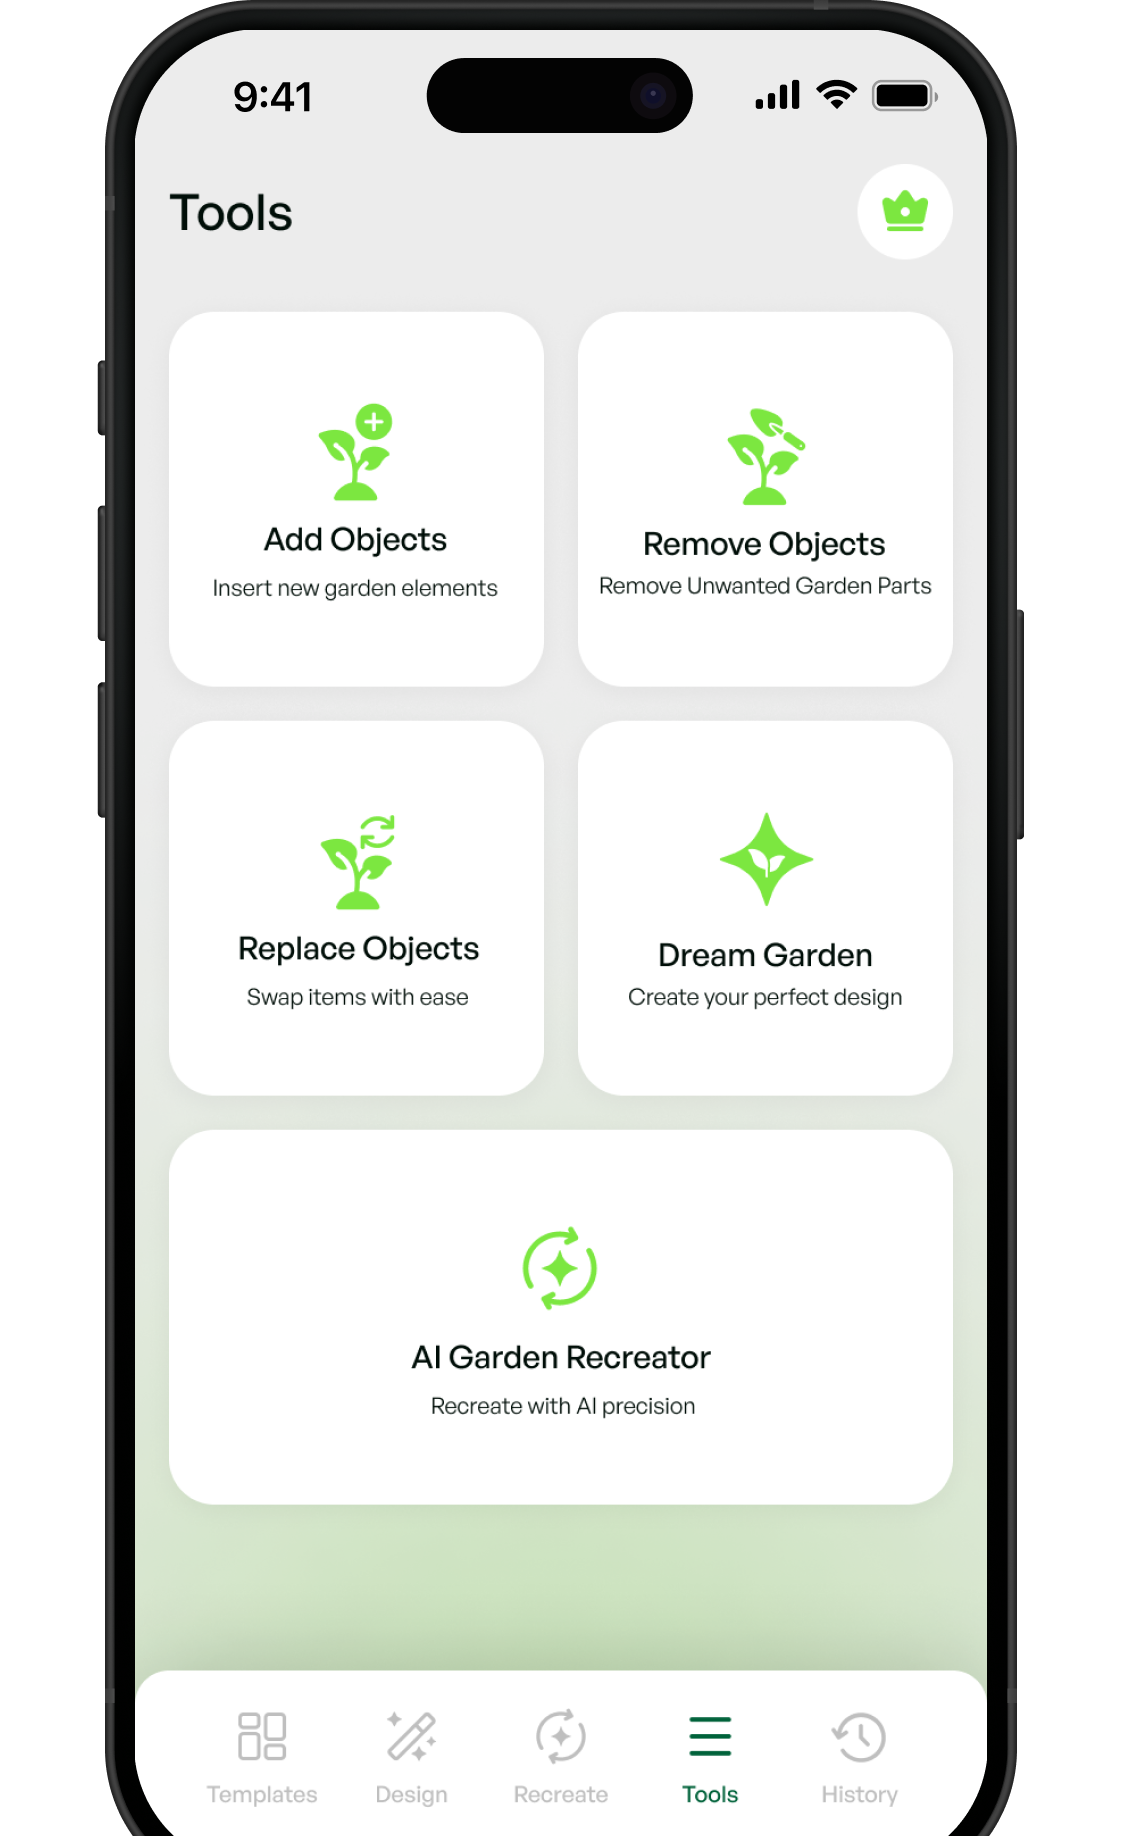 9:41
Tools
Add Objects
Insert new garden elements
Remove Objects
Remove Unwanted Garden Parts
Replace Objects
Swap items with ease
Dream Garden
Create your perfect design
AI Garden Recreator
Recreate with AI precision
Templates
Design
Recreate
Tools
History